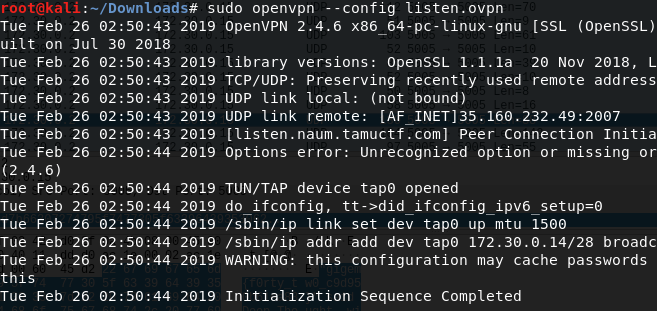 root@kali:~/Downloads# sudo openvpn --config listen.ovpn
Tue Feb 26 02:50:43 2019 OpenVPN 2.4.6 x86_64-pc-linux-gnu [SSL (OpenSSL)
uilt on Jul 30 2018
Tue Feb 26 02:50:43 2019 library versions: OpenSSL 1.1.1a  20 Nov 2018, L
Tue Feb 26 02:50:43 2019 TCP/UDP: Preserving recently used remote address
Tue Feb 26 02:50:43 2019 UDP link local: (not bound)
Tue Feb 26 02:50:43 2019 UDP link remote: [AF_INET]35.160.232.49:2007
Tue Feb 26 02:50:43 2019 [listen.naum.tamuctf.com] Peer Connection Initia
Tue Feb 26 02:50:44 2019 Options error: Unrecognized option or missing or
(2.4.6)
Tue Feb 26 02:50:44 2019 TUN/TAP device tap0 opened
Tue Feb 26 02:50:44 2019 do_ifconfig, tt->did_ifconfig_ipv6_setup=0
Tue Feb 26 02:50:44 2019 /sbin/ip link set dev tap0 up mtu 1500
Tue Feb 26 02:50:44 2019 /sbin/ip addr add dev tap0 172.30.0.14/28 broadc
Tue Feb 26 02:50:44 2019 WARNING: this configuration may cache passwords
this
Tue Feb 26 02:50:44 2019 Initialization Sequence Completed